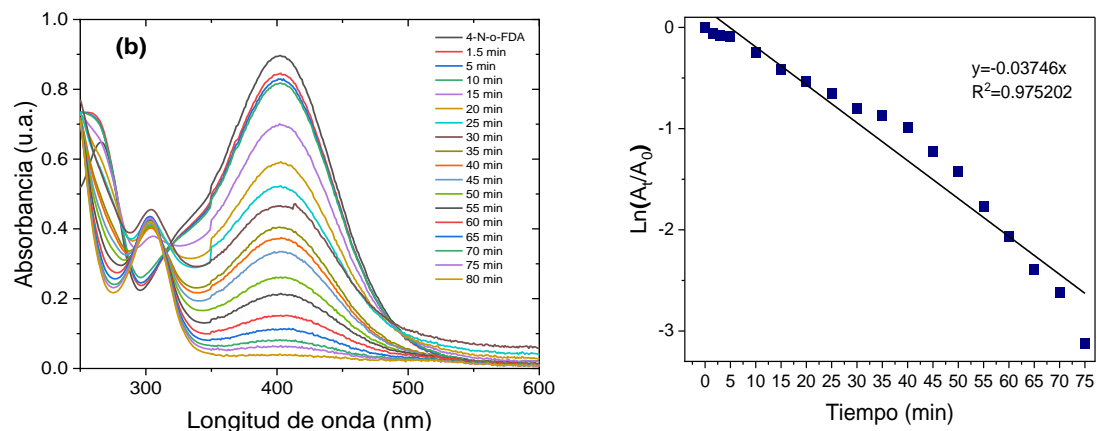 (b)
1.0
0.8
0.6
0.4
0.2
0.0
Absorbancia (u.a.)
300
400
500
600
Longitud de onda (nm)
4-N-o-FDA
1.5 min
5 min
10 min
15 min
20 min
25 min
30 min
35 min
40 min
45 min
50 min
55 min
60 min
65 min
70 min
75 min
80 min
0
-1
-2
-3
Ln(Aₜ/A₀)
y=-0.03746x
R²=0.975202
0 5 10 15 20 25 30 35 40 45 50 55 60 65 70 75
Tiempo (min)